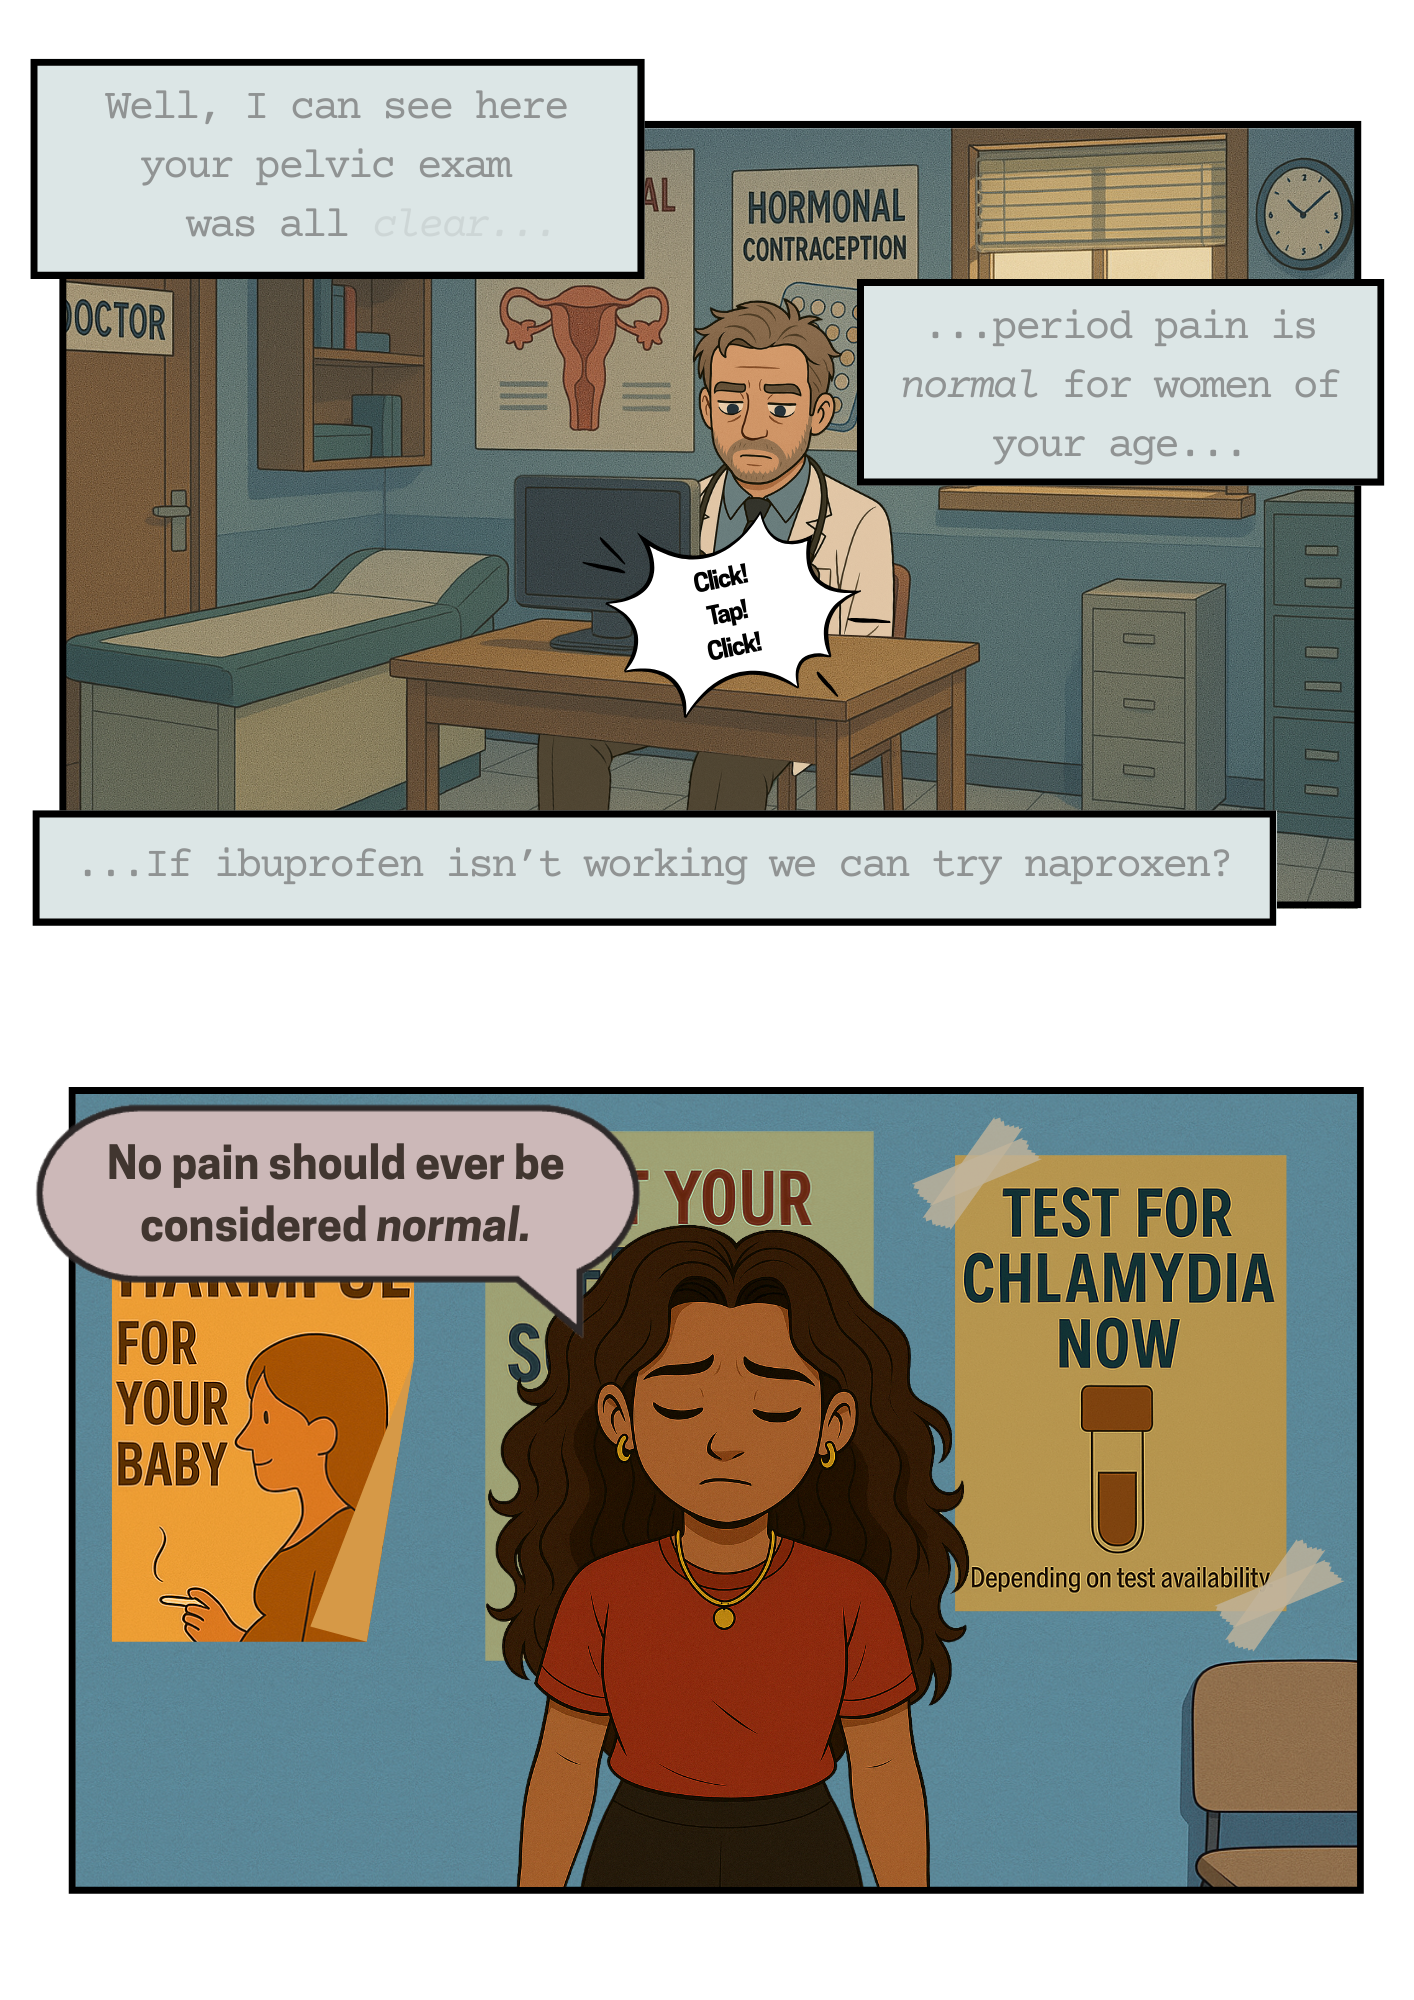 Well, I can see here
your pelvic exam
was all clear...
HORMONAL
CONTRACEPTION
...period pain is
normal for women of
your age...
Click!
Tap!
Click!
...If ibuprofen isn’t working we can try naproxen?
No pain should ever be
considered normal.
YOUR
HARMFUL
FOR
YOUR
BABY
TEST FOR
CHLAMYDIA
NOW
Depending on test availability